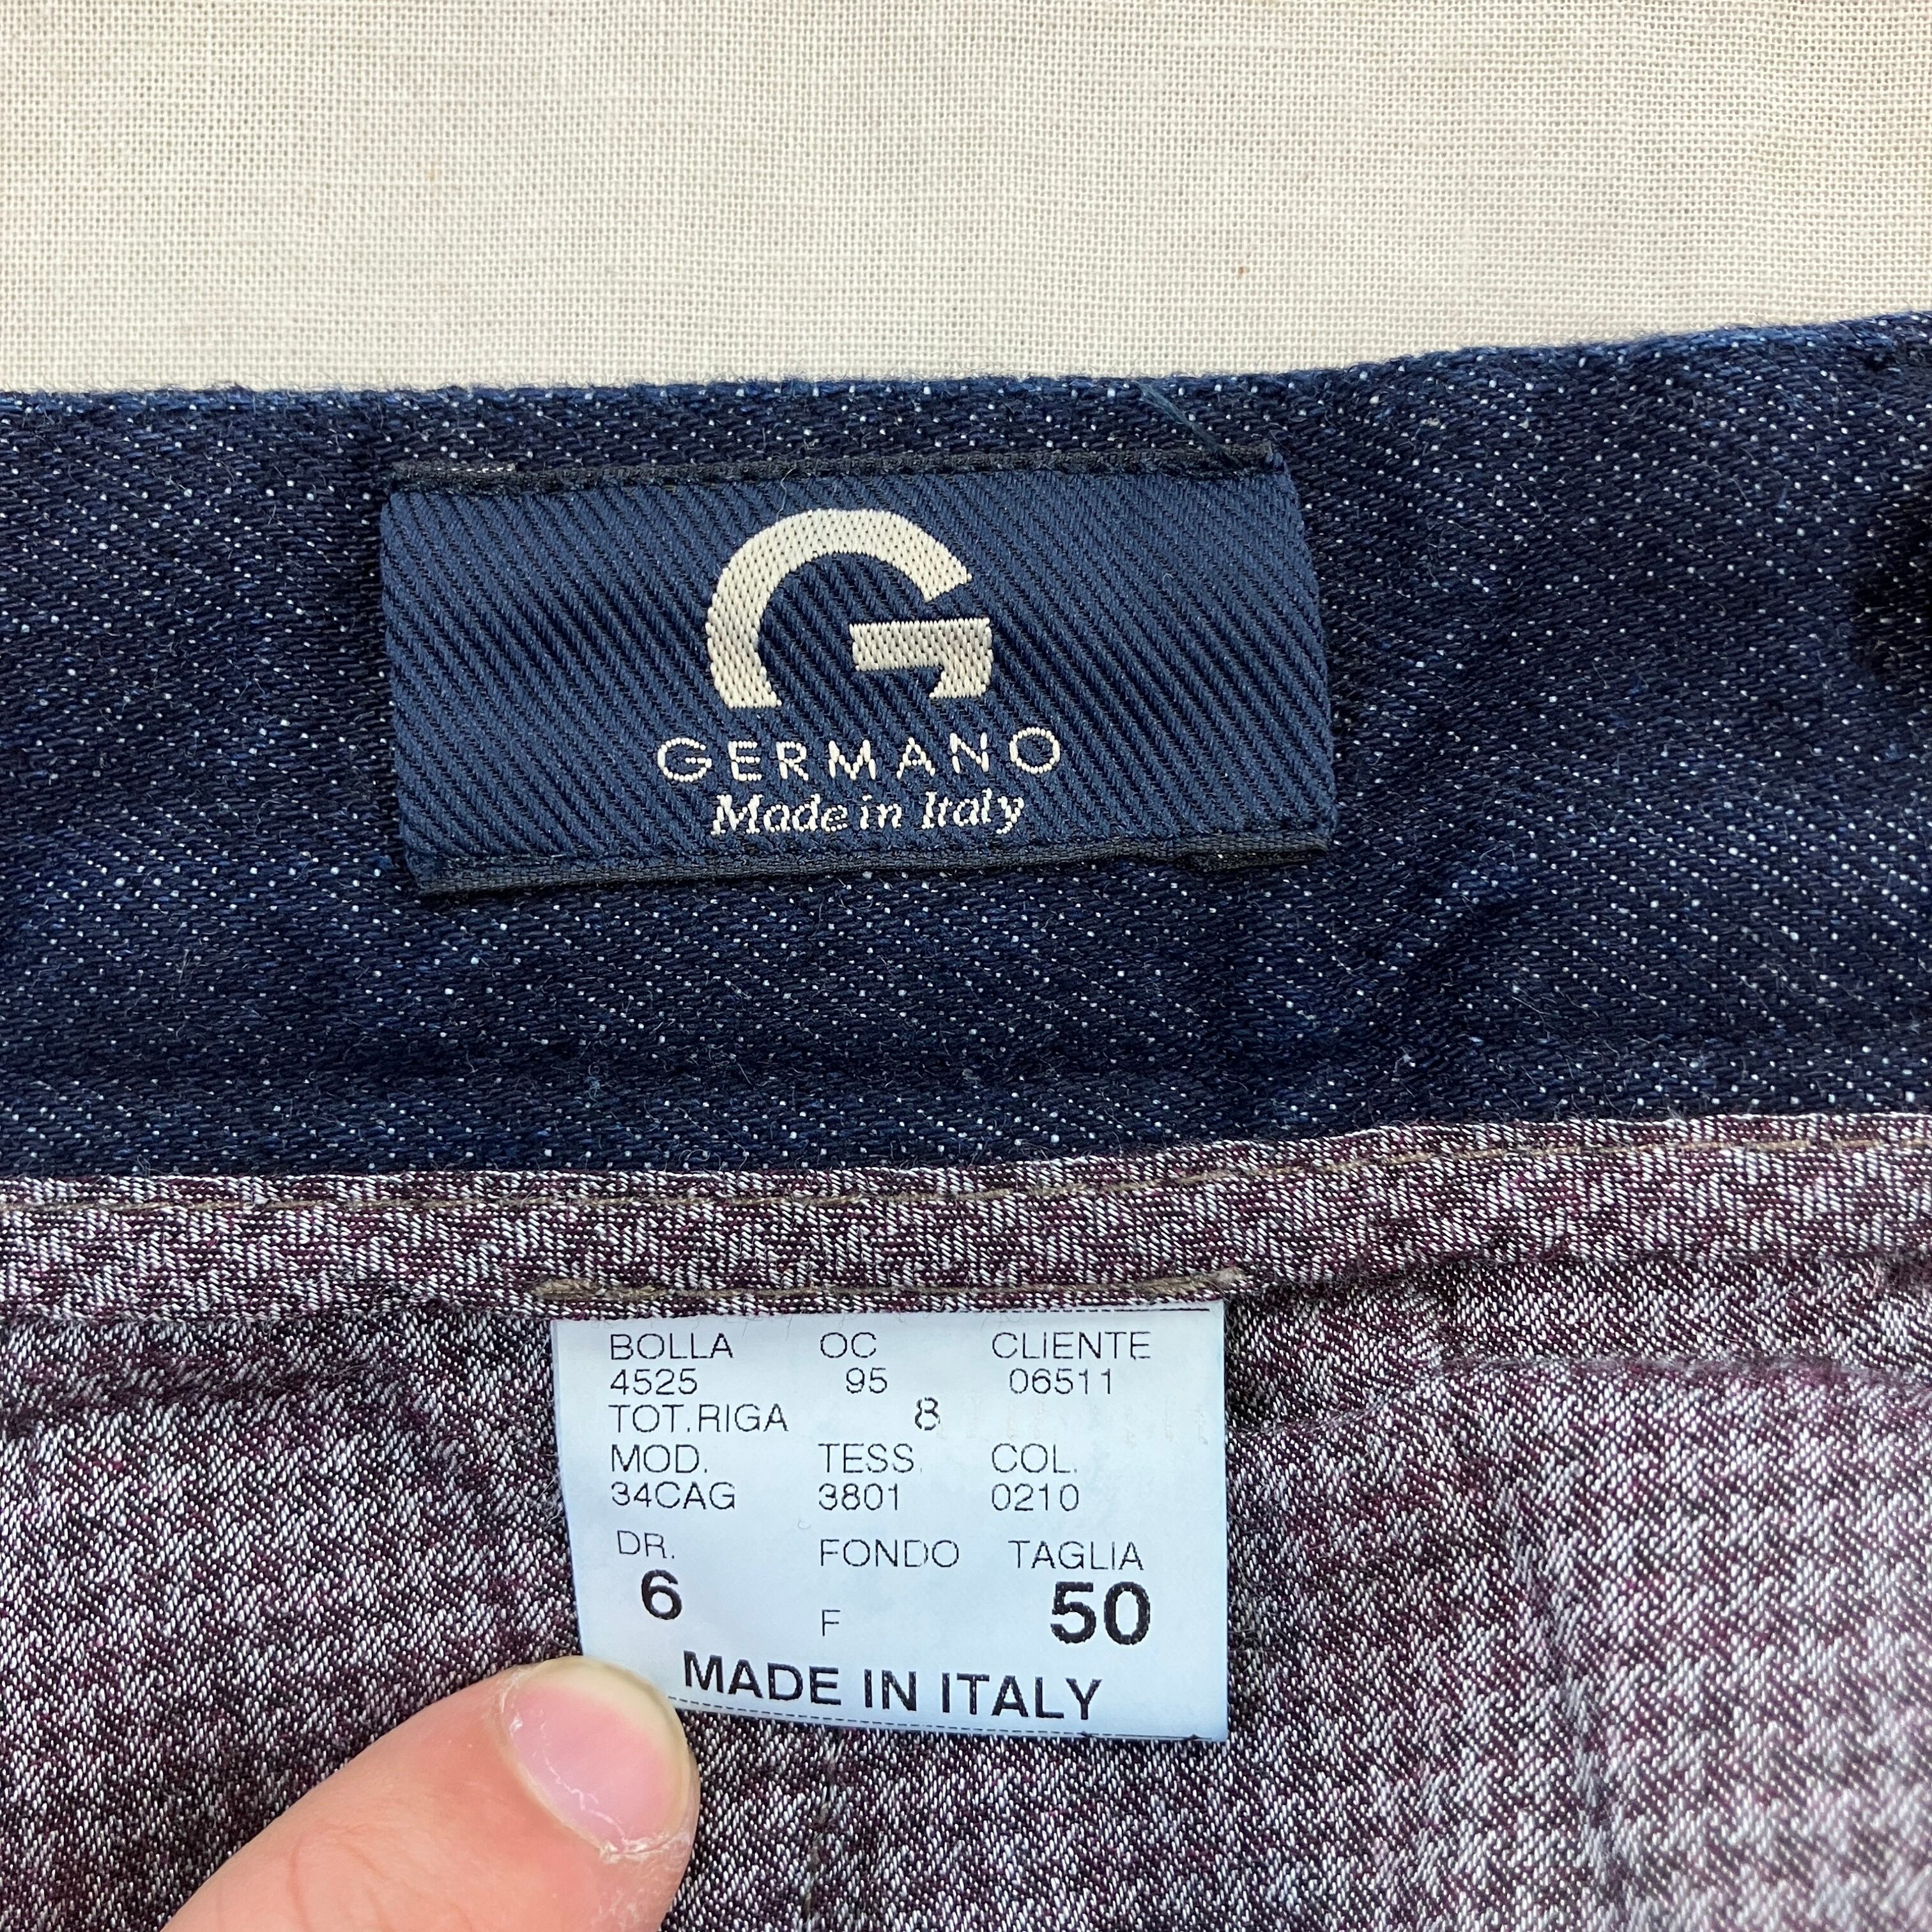 G
GERMANO
Made in Italy
BOLLA OC CLIENTE
4525 95 06511
TOT.RIGA 8
MOD. TESS. COL.
34CAG 3801 0210
DR. FONDO TAGLIA
6 F 50
MADE IN ITALY